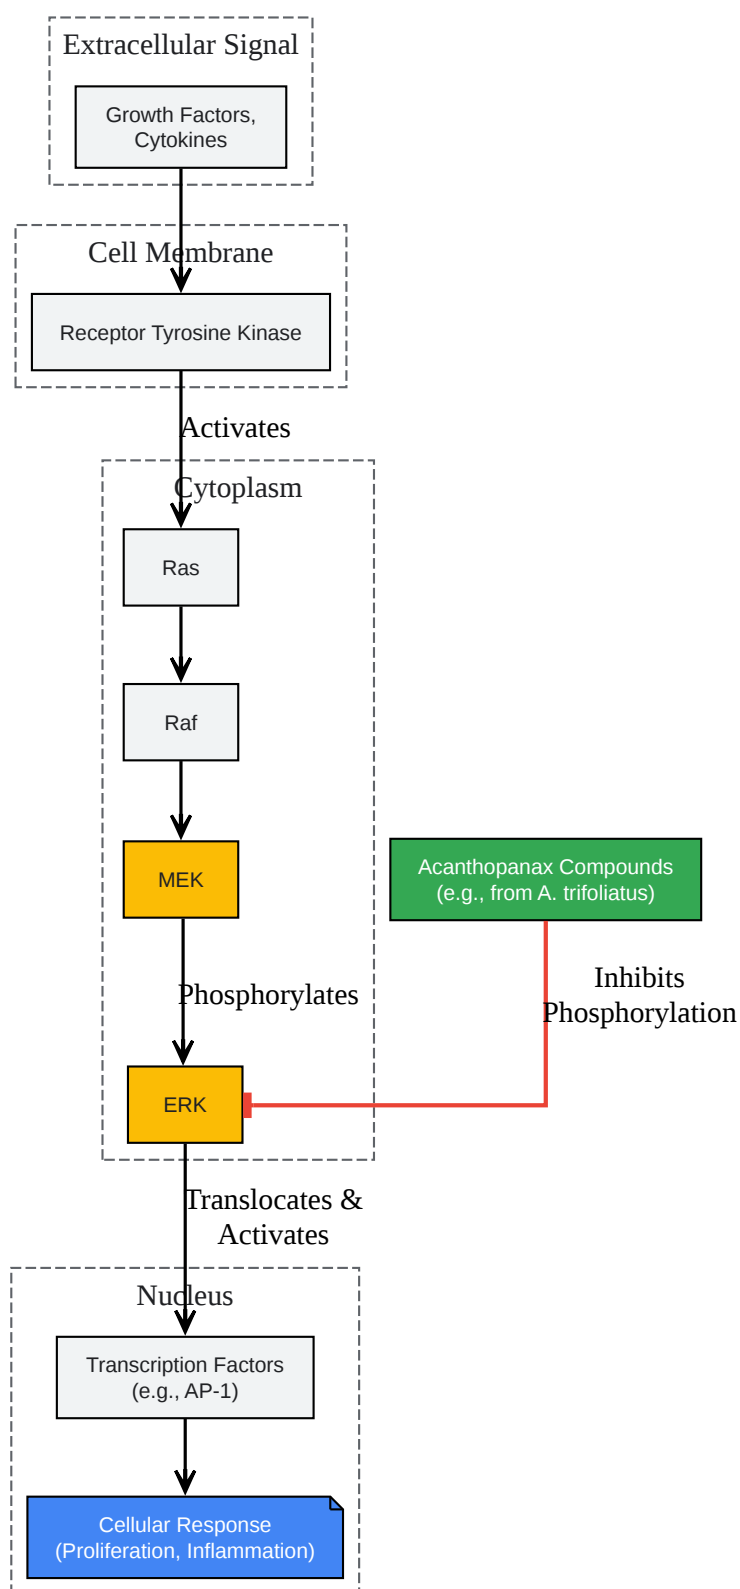 Extracellular Signal
Growth Factors,
Cytokines
Cell Membrane
Receptor Tyrosine Kinase
Activates
Cytoplasm
Ras
Raf
MEK
Acanthopanax Compounds
(e.g., from A. trifoliatus)
Phosphorylates
Inhibits
Phosphorylation
ERK
Translocates &
Activates
Nucleus
Transcription Factors
(e.g., AP-1)
Cellular Response
(Proliferation, Inflammation)